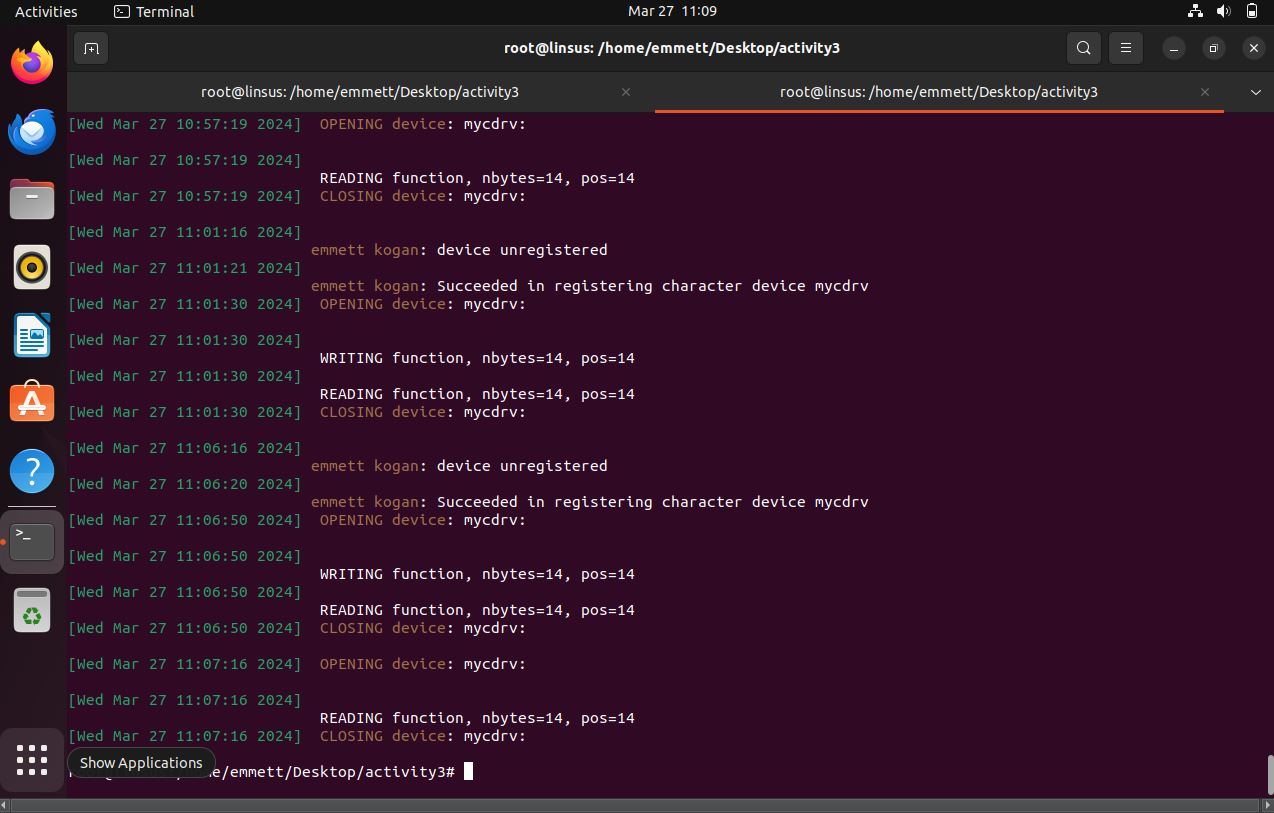 Activities Terminal Mar 27 11:09
root@linsus: /home/emmett/Desktop/activity3
root@linsus: /home/emmett/Desktop/activity3 root@linsus: /home/emmett/Desktop/activity3
[Wed Mar 27 10:57:19 2024] OPENING device: mycdrv:
[Wed Mar 27 10:57:19 2024]
READING function, nbytes=14, pos=14
[Wed Mar 27 10:57:19 2024] CLOSING device: mycdrv:
[Wed Mar 27 11:01:16 2024]
emmett kogan: device unregistered
[Wed Mar 27 11:01:21 2024]
emmett kogan: Succeeded in registering character device mycdrv
[Wed Mar 27 11:01:30 2024] OPENING device: mycdrv:
[Wed Mar 27 11:01:30 2024]
WRITING function, nbytes=14, pos=14
[Wed Mar 27 11:01:30 2024]
READING function, nbytes=14, pos=14
[Wed Mar 27 11:01:30 2024] CLOSING device: mycdrv:
[Wed Mar 27 11:06:16 2024]
emmett kogan: device unregistered
[Wed Mar 27 11:06:20 2024]
emmett kogan: Succeeded in registering character device mycdrv
[Wed Mar 27 11:06:50 2024] OPENING device: mycdrv:
[Wed Mar 27 11:06:50 2024]
WRITING function, nbytes=14, pos=14
[Wed Mar 27 11:06:50 2024]
READING function, nbytes=14, pos=14
[Wed Mar 27 11:06:50 2024] CLOSING device: mycdrv:
[Wed Mar 27 11:07:16 2024] OPENING device: mycdrv:
[Wed Mar 27 11:07:16 2024]
READING function, nbytes=14, pos=14
[Wed Mar 27 11:07:16 2024] CLOSING device: mycdrv:
Show Applications
/emmett/Desktop/activity3#